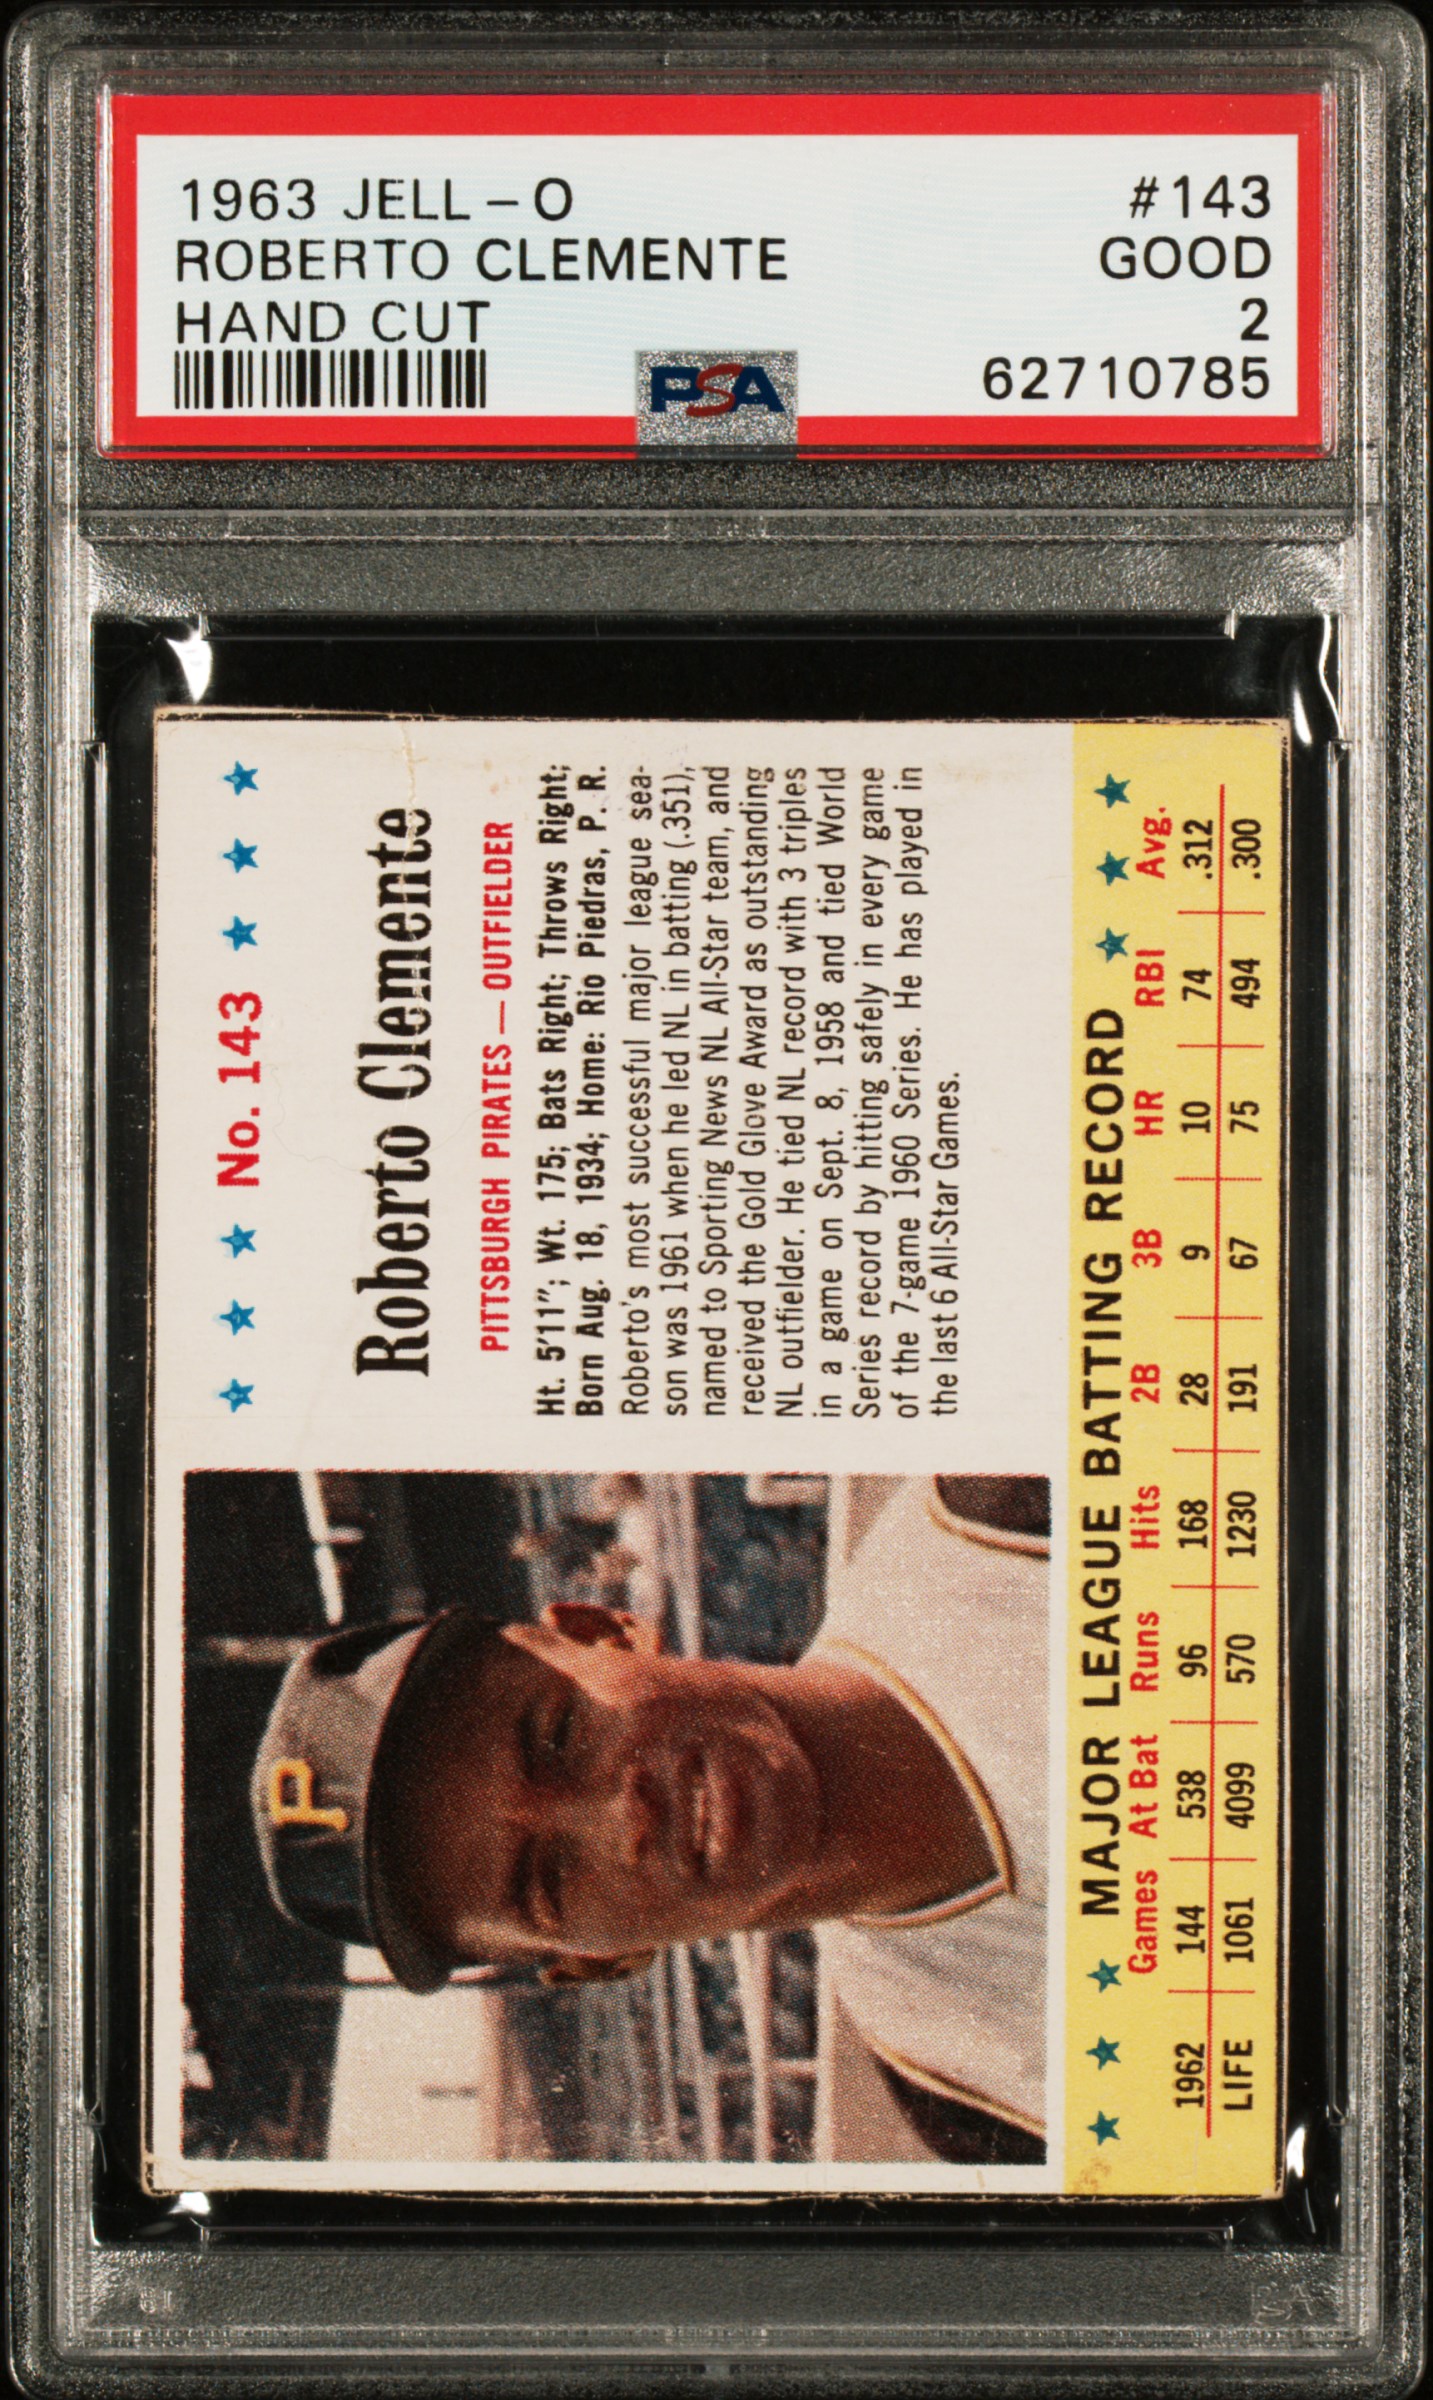 1963 JELL-O
ROBERTO CLEMENTE
HAND CUT
#143
GOOD
2
62710785
PSA
No. 143
Roberto Clemente
PITTSBURGH PIRATES — OUTFIELDER
Ht. 5'11"; Wt. 175; Bats Right; Throws Right;
Born Aug. 18, 1934; Home: Rio Piedras, P. R.
Roberto's most successful major league sea-
son was 1961 when he led NL in batting (.351),
named to Sporting News NL All-Star team, and
received the Gold Glove Award as outstanding
NL outfielder. He tied NL record with 3 triples
in a game on Sept. 8, 1958 and tied World
Series record by hitting safely in every game
of the 7-game 1960 Series. He has played in
the last 6 All-Star Games.
P
MAJOR LEAGUE BATTING RECORD
Games At Bat Runs Hits 2B 3B HR RBI Avg.
1962 144 538 96 168 28 9 10 74 .312
LIFE 1061 4099 570 1230 191 67 75 494 .300